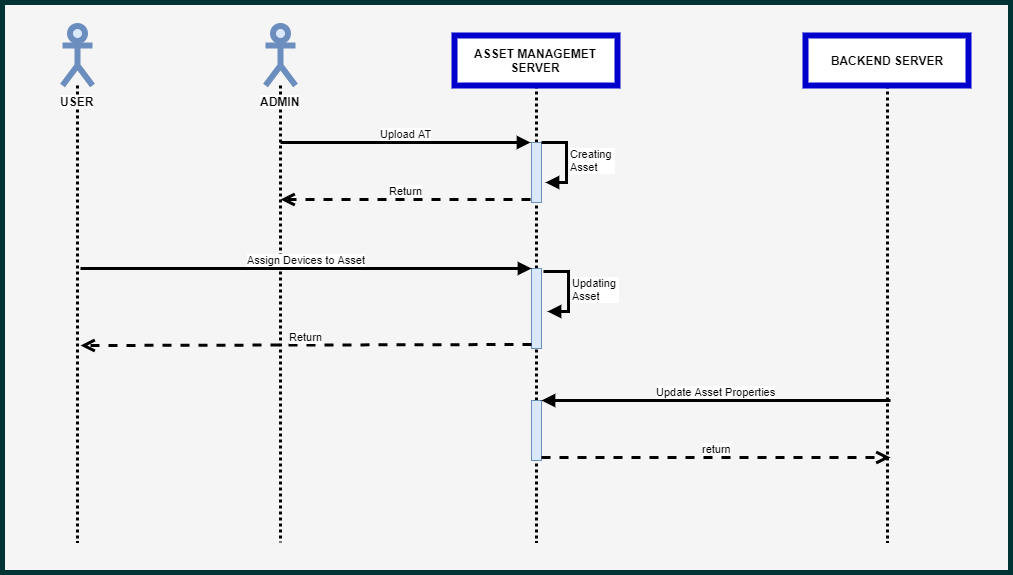 USER
ADMIN
ASSET MANAGEMET
SERVER
BACKEND SERVER
Upload AT
Creating
Asset
Return
Assign Devices to Asset
Updating
Asset
Return
Update Asset Properties
return